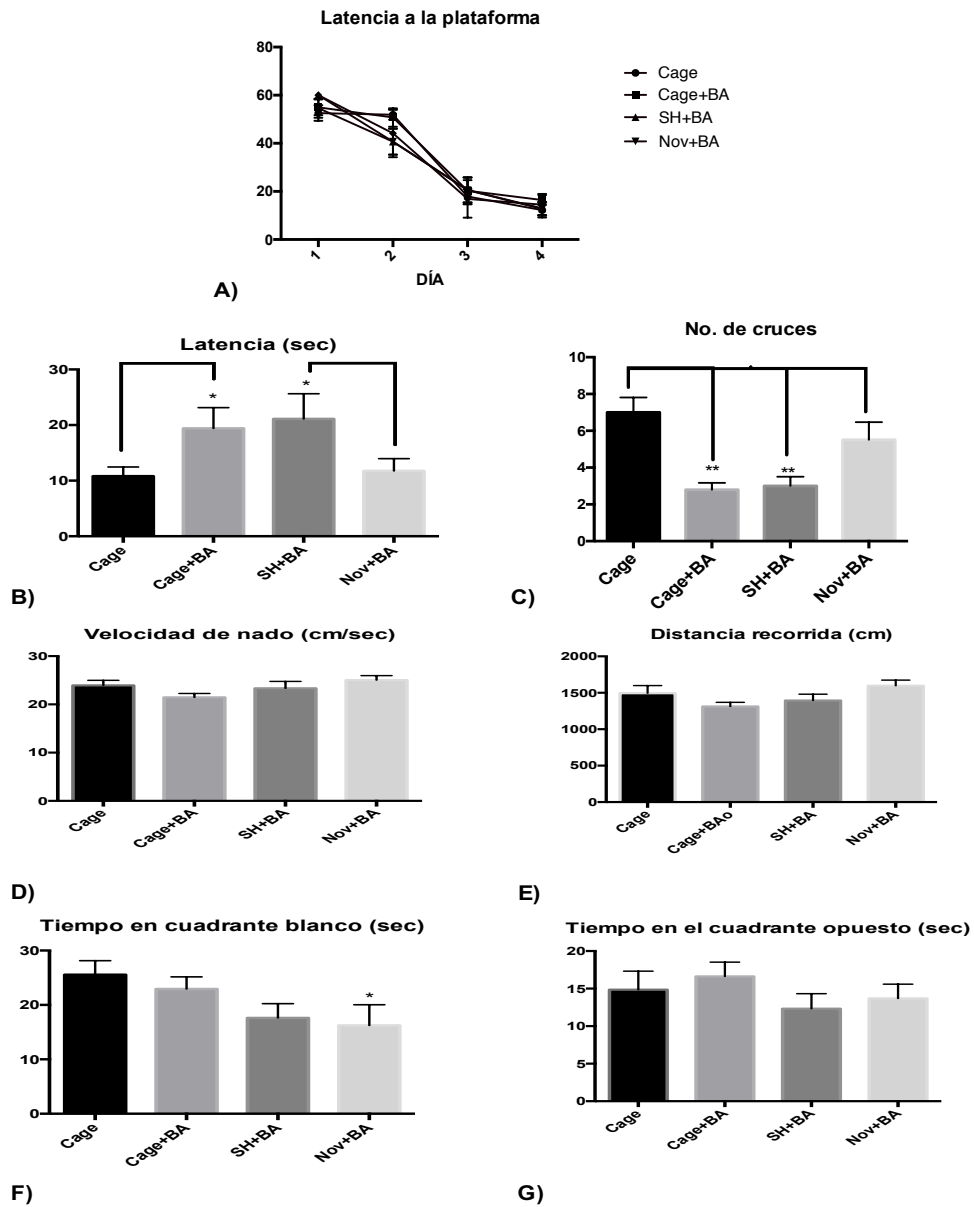 Latencia a la plataforma
80
60
40
20
0
1
2
3
4
DÍA
Cage
Cage+BA
SH+BA
Nov+BA
A)
Latencia (sec)
30
20
10
0
*
*
Cage
Cage+BA
SH+BA
Nov+BA
B)
No. de cruces
10
8
6
4
2
0
**
**
Cage
Cage+BA
SH+BA
Nov+BA
C)
Velocidad de nado (cm/sec)
30
20
10
0
Cage
Cage+BA
SH+BA
Nov+BA
D)
Distancia recorrida (cm)
2000
1500
1000
500
0
Cage
Cage+BAo
SH+BA
Nov+BA
E)
Tiempo en cuadrante blanco (sec)
30
20
10
0
*
Cage
Cage+BA
SH+BA
Nov+BA
F)
Tiempo en el cuadrante opuesto (sec)
20
15
10
5
0
Cage
Cage+BA
SH+BA
Nov+BA
G)